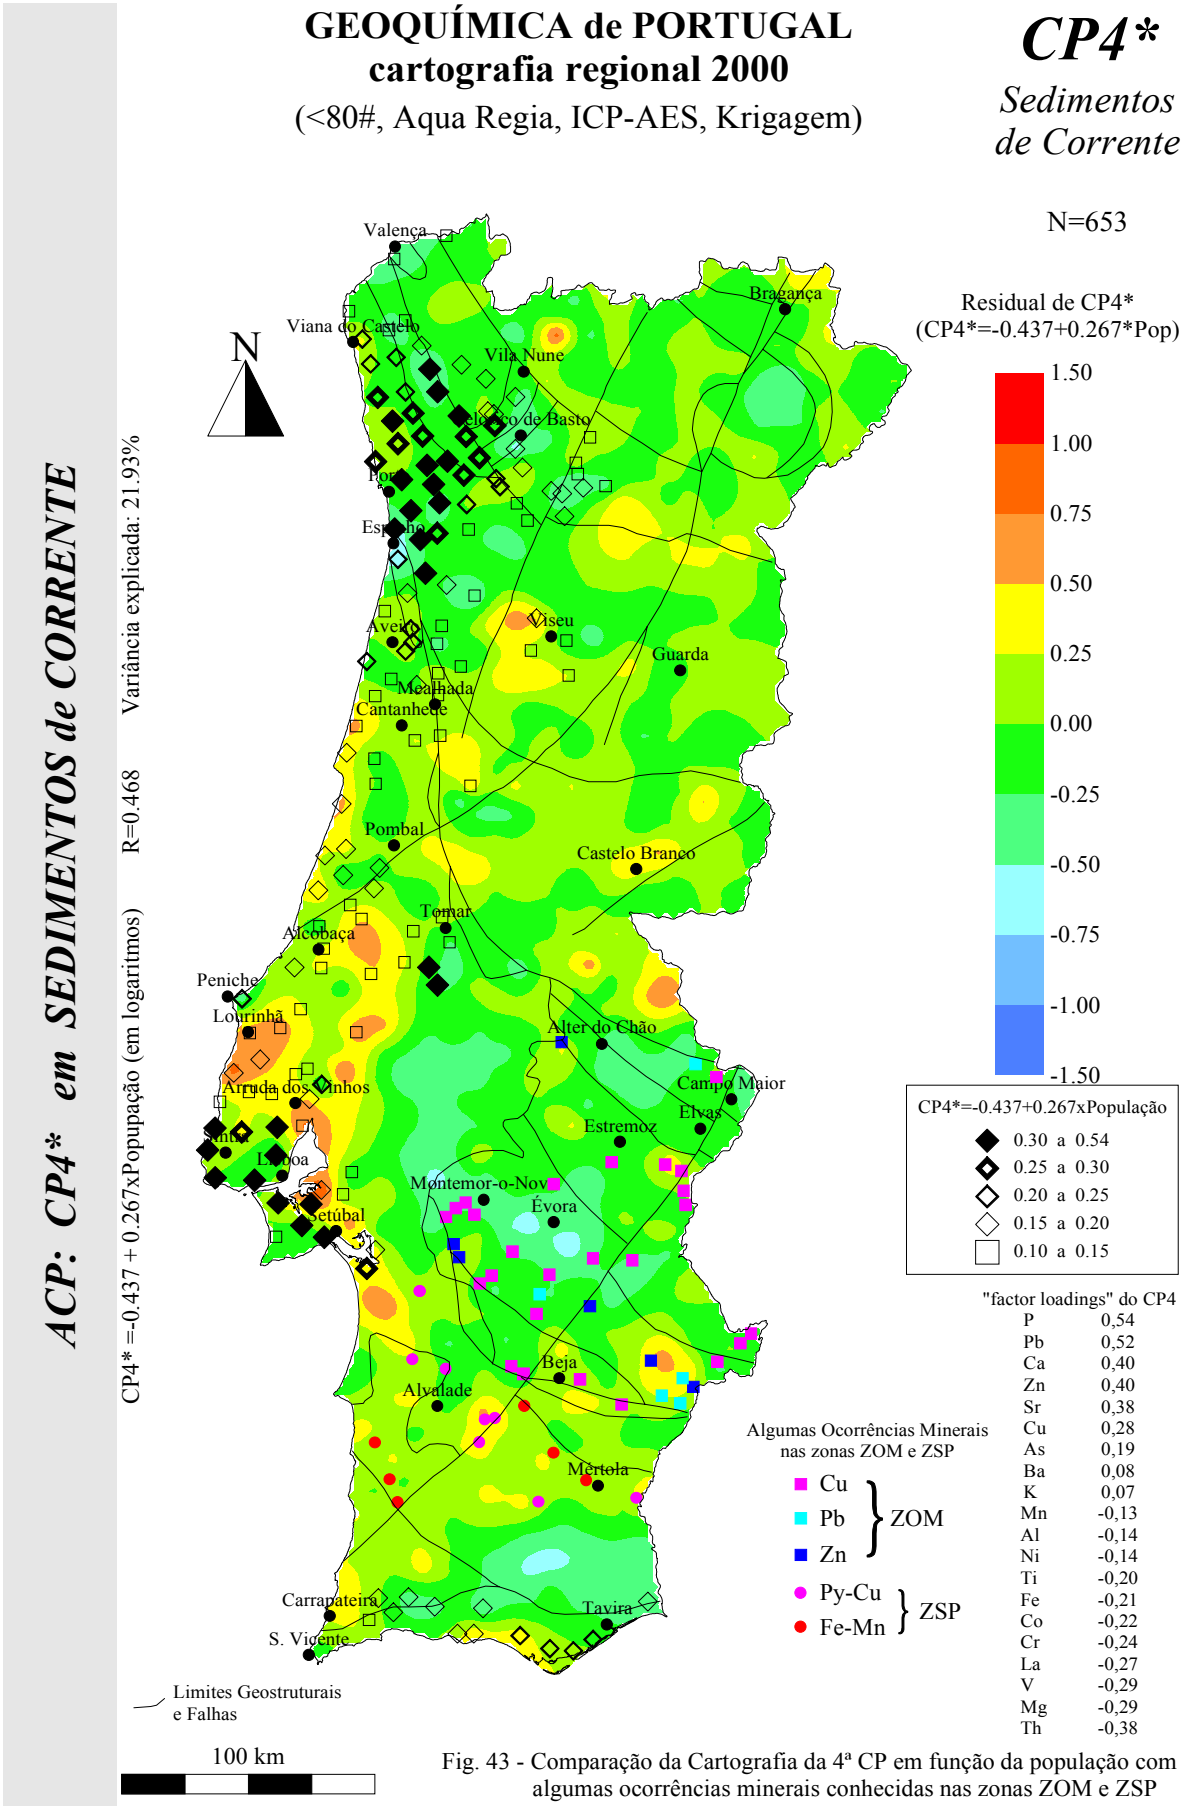 GEOQUÍMICA de PORTUGAL
cartografia regional 2000
(<80#, Aqua Regia, ICP-AES, Krigagem)
CP4*
Sedimentos
de Corrente
N=653
Residual de CP4*
(CP4*=-0.437+0.267*Pop)
1.50
1.00
0.75
0.50
0.25
0.00
-0.25
-0.50
-0.75
-1.00
-1.50
CP4*=-0.437+0.267xPopulação
0.30 a 0.54
0.25 a 0.30
0.20 a 0.25
0.15 a 0.20
0.10 a 0.15
"factor loadings" do CP4
P 0,54
Pb 0,52
Ca 0,40
Zn 0,40
Sr 0,38
Cu 0,28
As 0,19
Ba 0,08
K 0,07
Mn -0,13
Al -0,14
Ni -0,14
Ti -0,20
Fe -0,21
Co -0,22
Cr -0,24
La -0,27
V -0,29
Mg -0,29
Th -0,38
Algumas Ocorrências Minerais
nas zonas ZOM e ZSP
Cu
Pb
Zn
ZOM
Py-Cu
Fe-Mn
ZSP
ACP: CP4* em SEDIMENTOS de CORRENTE
CP4* =-0.437 + 0.267xPopupação (em logaritmos) R=0.468 Variância explicada: 21.93%
N
Valença
Bragança
Viana do Castelo
Vila Nune
de Basto
Espinho
Aveiro
Viseu
Guarda
Mealhada
Cantanhede
Pombal
Castelo Branco
Tomar
Alcobaça
Peniche
Lourinhã
Alter do Chão
Arruda dos Vinhos
Campo Maior
Elvas
Estremoz
Lisboa
Montemor-o-Nov
Évora
Setúbal
Beja
Alvalade
Mértola
Carrapateira
Tavira
S. Vicente
Limites Geostruturais
e Falhas
100 km
Fig. 43 - Comparação da Cartografia da 4ª CP em função da população com
algumas ocorrências minerais conhecidas nas zonas ZOM e ZSP